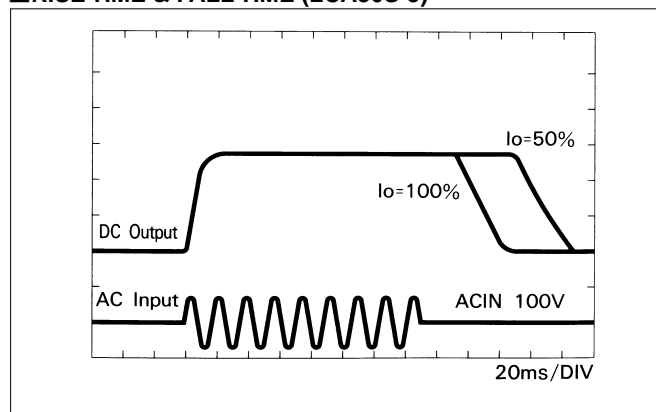 Io=50%
Io=100%
DC Output
AC Input
ACIN 100V
20ms/DIV